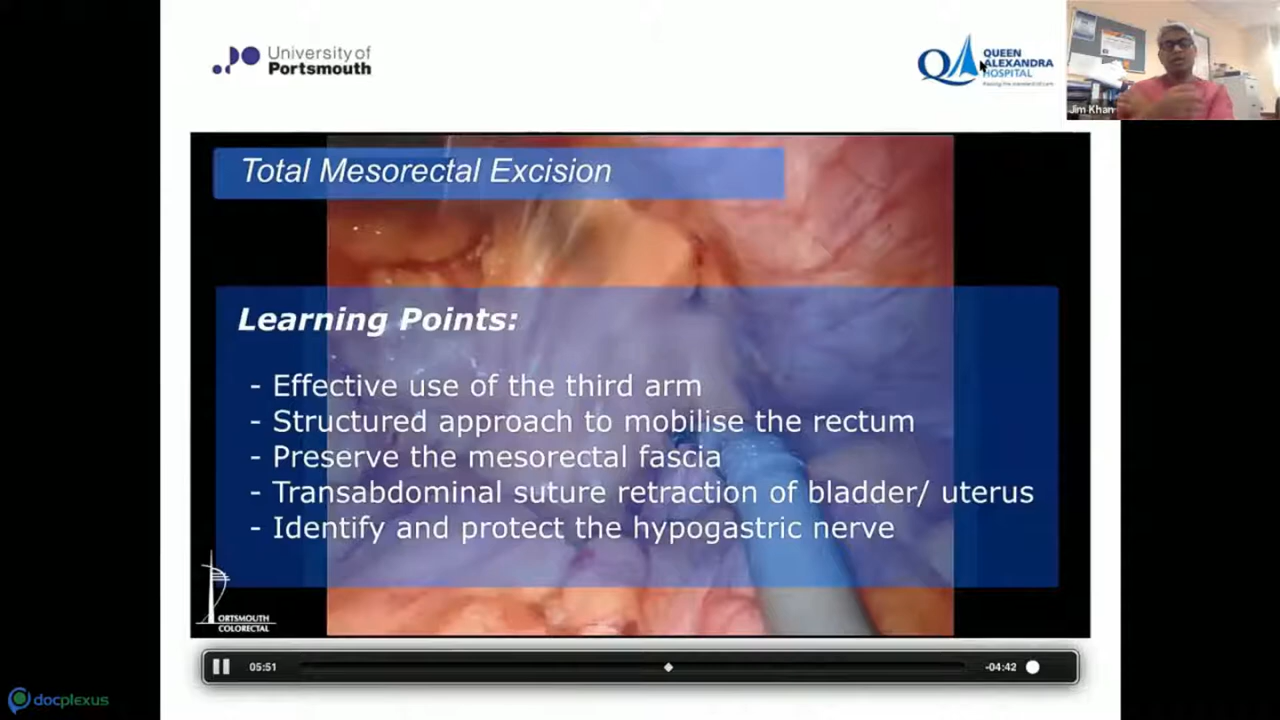 University of
Portsmouth
QA QUEEN
ALEXANDRA
HOSPITAL
Jim Khan
Total Mesorectal Excision
Learning Points:
- Effective use of the third arm
- Structured approach to mobilise the rectum
- Preserve the mesorectal fascia
- Transabdominal suture retraction of bladder/ uterus
- Identify and protect the hypogastric nerve
ORTSMOUTH
COLORECTAL
05:51
-04:42
docplexus